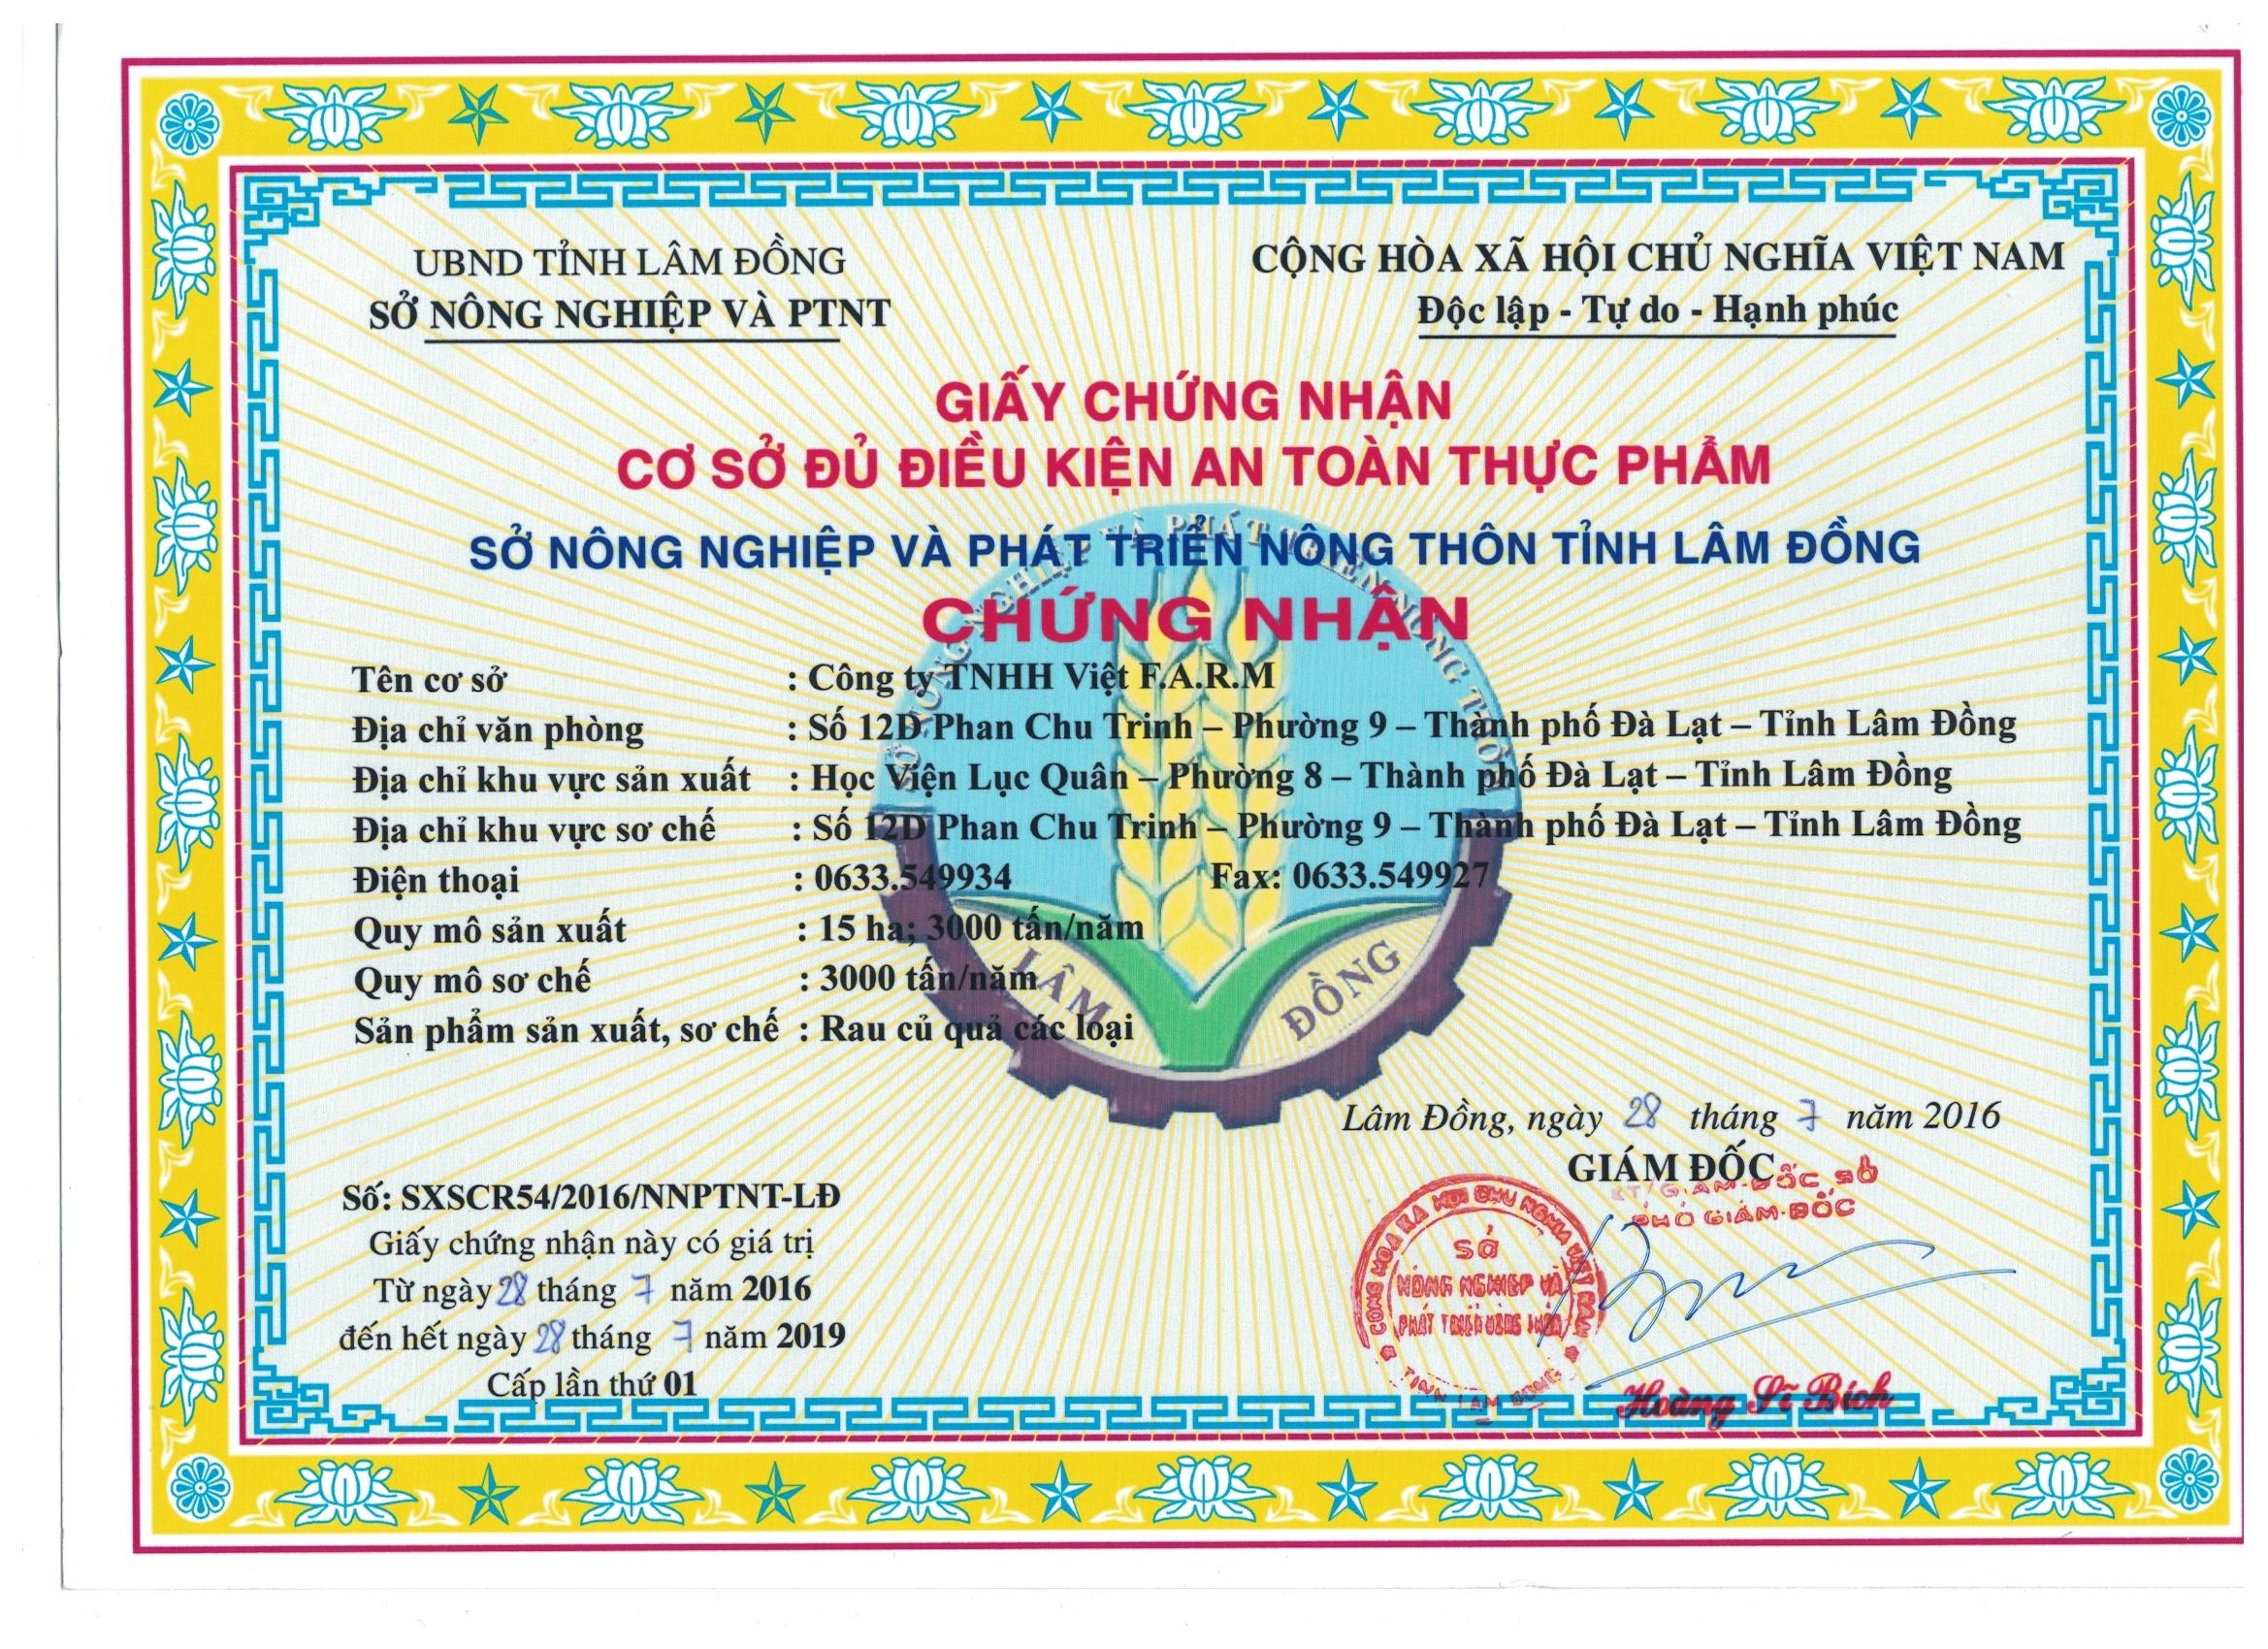 UBND TỈNH LÂM ĐỒNG
SỞ NÔNG NGHIỆP VÀ PTNT
CỘNG HÒA XÃ HỘI CHỦ NGHĨA VIỆT NAM
Độc lập - Tự do - Hạnh phúc
GIẤY CHỨNG NHẬN
CƠ SỞ ĐỦ ĐIỀU KIỆN AN TOÀN THỰC PHẨM
SỞ NÔNG NGHIỆP VÀ PHÁT TRIỂN NÔNG THÔN TỈNH LÂM ĐỒNG
CHỨNG NHẬN
Tên cơ sở : Công ty TNHH Việt F.A.R.M
Địa chỉ văn phòng : Số 12D Phan Chu Trinh – Phường 9 – Thành phố Đà Lạt – Tỉnh Lâm Đồng
Địa chỉ khu vực sản xuất : Học Viện Lục Quân – Phường 8 – Thành phố Đà Lạt – Tỉnh Lâm Đồng
Địa chỉ khu vực sơ chế : Số 12D Phan Chu Trinh – Phường 9 – Thành phố Đà Lạt – Tỉnh Lâm Đồng
Điện thoại : 0633.549934 Fax: 0633.549927
Quy mô sản xuất : 15 ha; 3000 tấn/năm
Quy mô sơ chế : 3000 tấn/năm
Sản phẩm sản xuất, sơ chế : Rau củ quả các loại
SỞ NÔNG NGHIỆP VÀ PHÁT TRIỂN NÔNG THÔN
LÂM ĐỒNG
Lâm Đồng, ngày 28 tháng 7 năm 2016
GIÁM ĐỐC
KT/GIÁM ĐỐC SỞ
PHÓ GIÁM ĐỐC
CỘNG HÒA XÃ HỘI CHỦ NGHĨA VIỆT NAM
SỞ
NÔNG NGHIỆP VÀ
PHÁT TRIỂN NÔNG THÔN
TỈNH LÂM ĐỒNG
Hoàng Sĩ Bích
Số: SXSCR54/2016/NNPTNT-LĐ
Giấy chứng nhận này có giá trị
Từ ngày 28 tháng 7 năm 2016
đến hết ngày 28 tháng 7 năm 2019
Cấp lần thứ 01